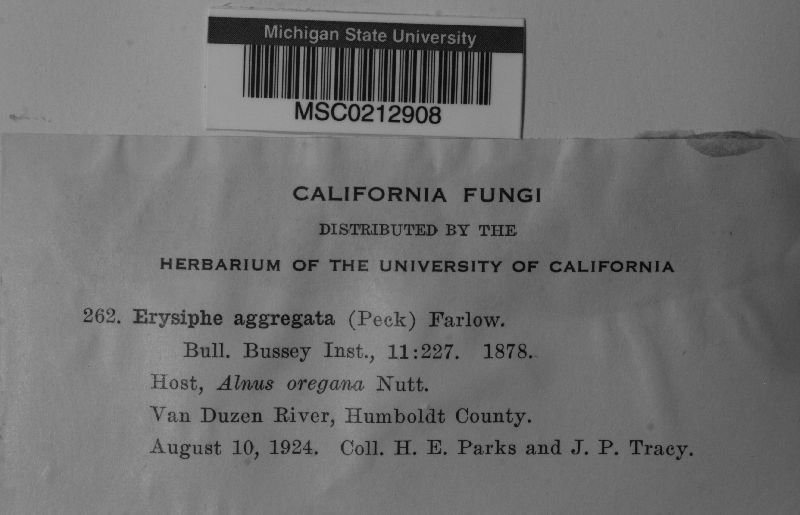 Michigan State University
MSC0212908
CALIFORNIA FUNGI
DISTRIBUTED BY THE
HERBARIUM OF THE UNIVERSITY OF CALIFORNIA
262. Erysiphe aggregata (Peck) Farlow.
Bull. Bussey Inst., 11:227. 1878.
Host, Alnus oregana Nutt.
Van Duzen River, Humboldt County.
August 10, 1924. Coll. H. E. Parks and J. P. Tracy.